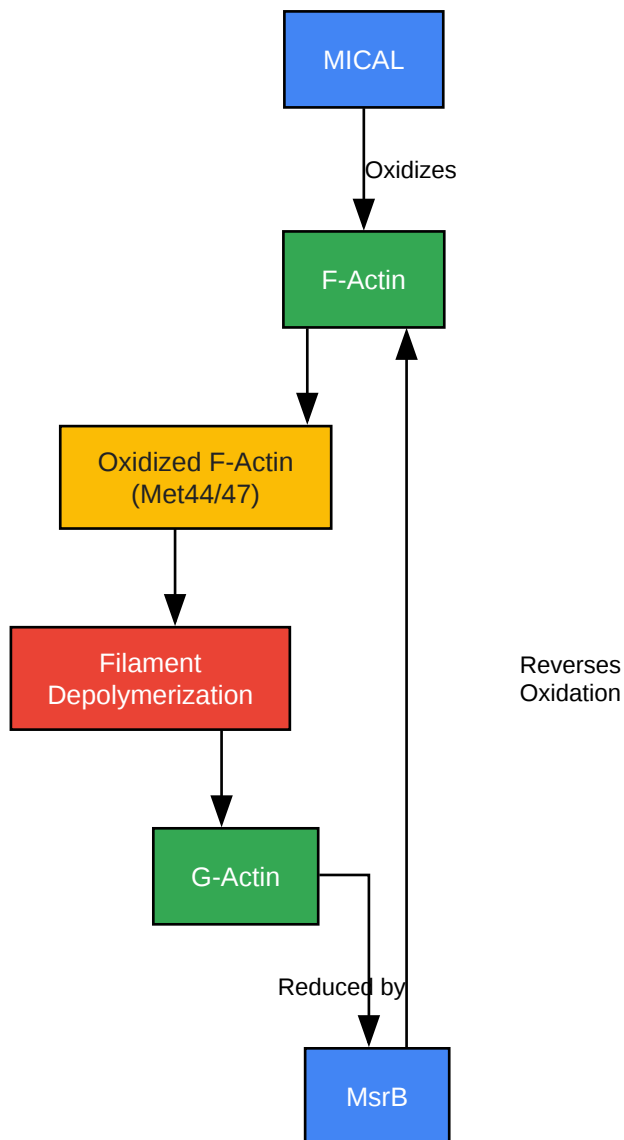 MICAL
Oxidizes
F-Actin
Oxidized F-Actin
(Met44/47)
Filament
Depolymerization
Reverses
Oxidation
G-Actin
Reduced by
MsrB